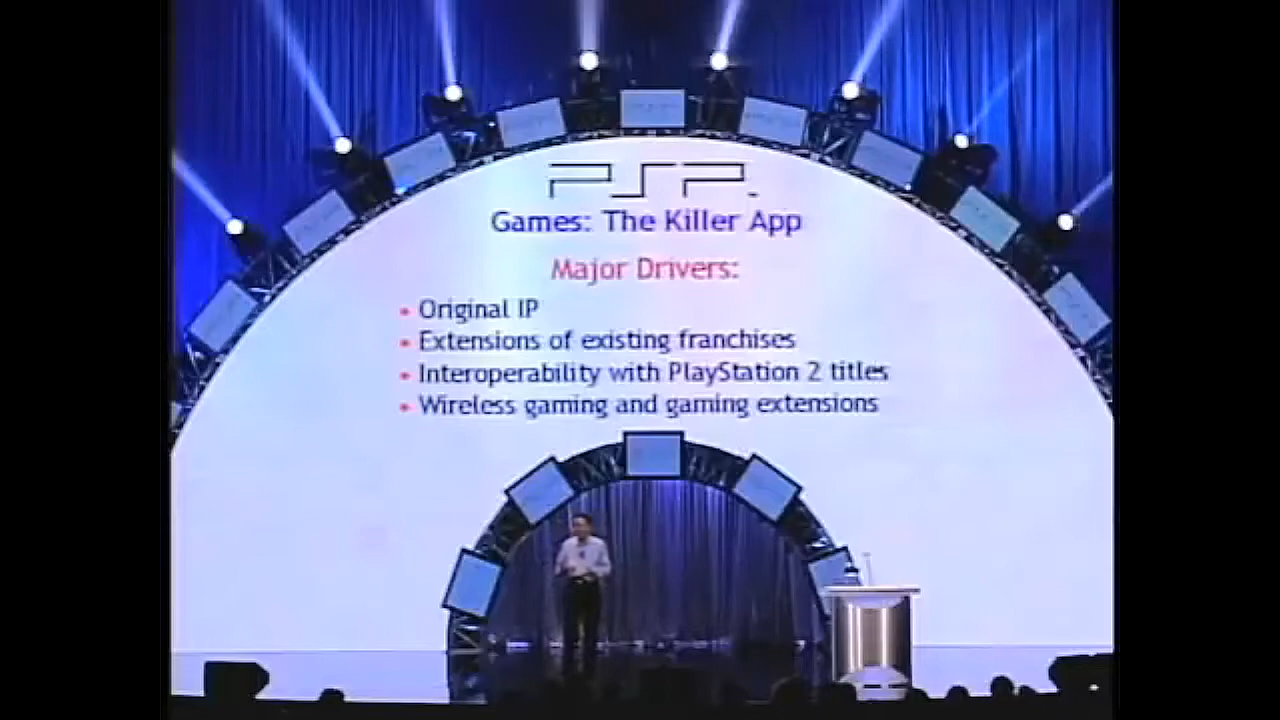 PSP.
Games: The Killer App
Major Drivers:
• Original IP
• Extensions of existing franchises
• Interoperability with PlayStation 2 titles
• Wireless gaming and gaming extensions